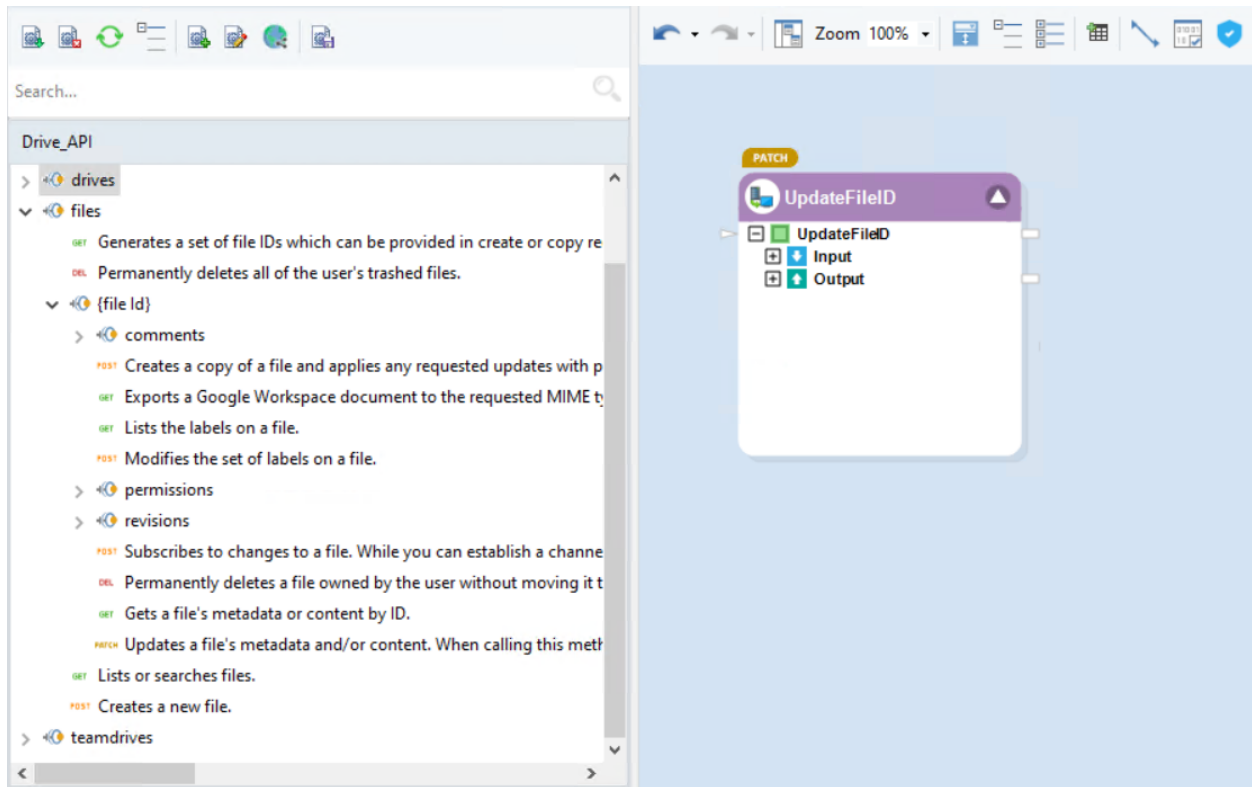 Zoom 100%
Search...
Drive_API
drives
files
GET Generates a set of file IDs which can be provided in create or copy re
DEL Permanently deletes all of the user's trashed files.
{file Id}
comments
POST Creates a copy of a file and applies any requested updates with p
GET Exports a Google Workspace document to the requested MIME ty
GET Lists the labels on a file.
POST Modifies the set of labels on a file.
permissions
revisions
POST Subscribes to changes to a file. While you can establish a channe
DEL Permanently deletes a file owned by the user without moving it t
GET Gets a file's metadata or content by ID.
PATCH Updates a file's metadata and/or content. When calling this meth
GET Lists or searches files.
POST Creates a new file.
teamdrives
PATCH
UpdateFileID
UpdateFileID
Input
Output